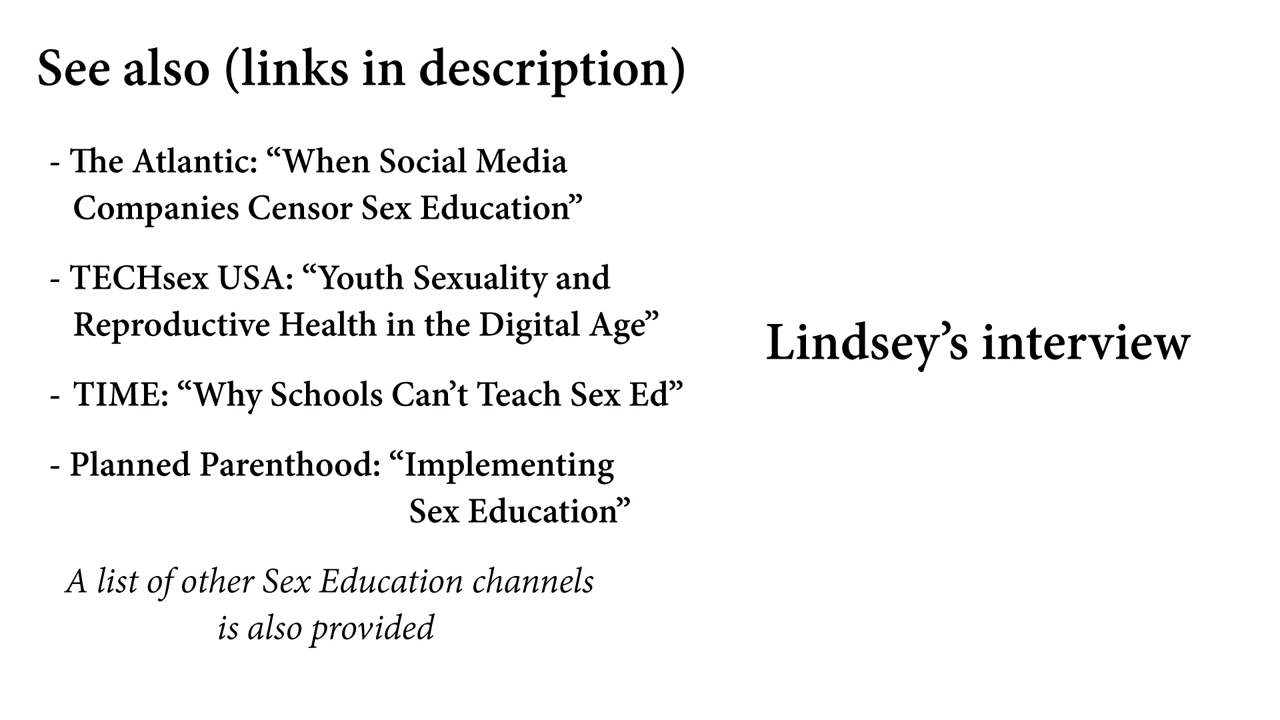 See also (links in description)
- The Atlantic: “When Social Media
Companies Censor Sex Education”
- TECHsex USA: “Youth Sexuality and
Reproductive Health in the Digital Age”
- TIME: “Why Schools Can’t Teach Sex Ed”
- Planned Parenthood: “Implementing
Sex Education”
A list of other Sex Education channels
is also provided
Lindsey’s interview